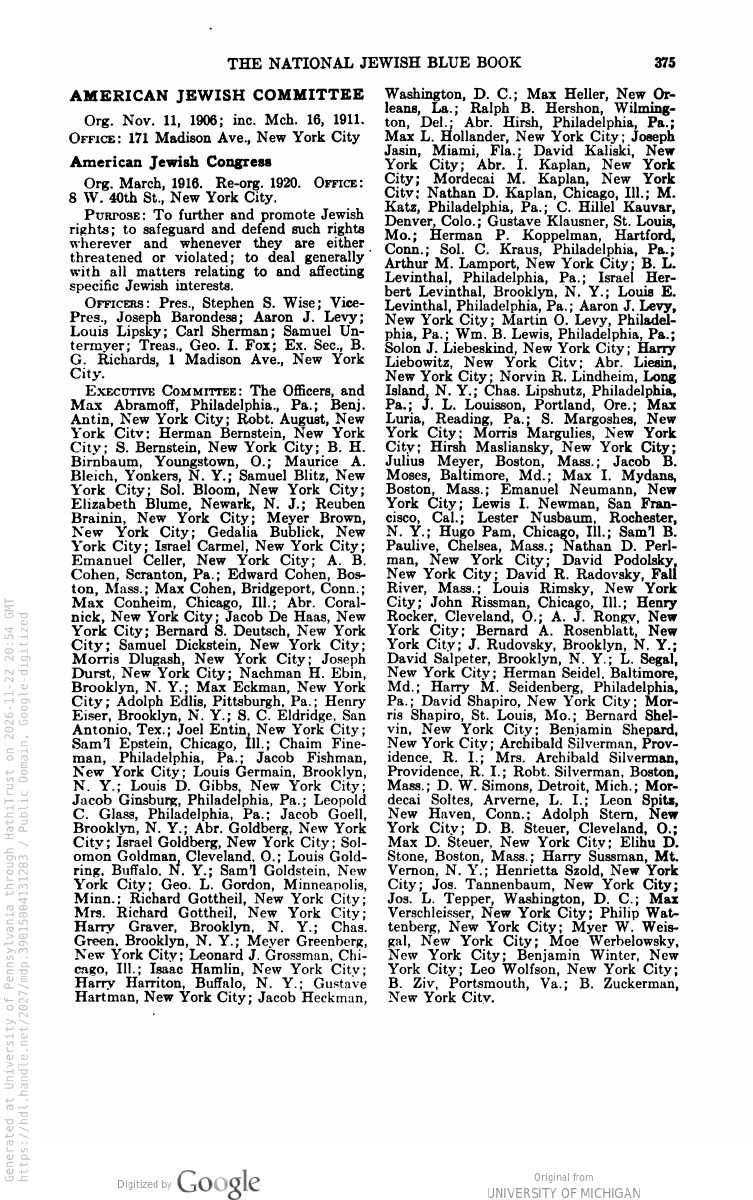 THE NATIONAL JEWISH BLUE BOOK 375
AMERICAN JEWISH COMMITTEE
Org. Nov. 11, 1906; inc. Mch. 16, 1911.
OFFICE: 171 Madison Ave., New York City
American Jewish Congress
Org. March, 1916. Re-org. 1920. OFFICE:
8 W. 40th St., New York City.
PURPOSE: To further and promote Jewish
rights; to safeguard and defend such rights
wherever and whenever they are either
threatened or violated; to deal generally
with all matters relating to and affecting
specific Jewish interests.
OFFICERS: Pres., Stephen S. Wise; Vice-
Pres., Joseph Barondess; Aaron J. Levy;
Louis Lipsky; Carl Sherman; Samuel Un-
termyer; Treas., Geo. I. Fox; Ex. Sec., B.
G. Richards, 1 Madison Ave., New York
City.
EXECUTIVE COMMITTEE: The Officers, and
Max Abramoff, Philadelphia., Pa.; Benj.
Antin, New York City; Robt. August, New
York City; Herman Bernstein, New York
City; S. Bernstein, New York City; B. H.
Birnbaum, Youngstown, O.; Maurice A.
Bleich, Yonkers, N. Y.; Samuel Blitz, New
York City; Sol. Bloom, New York City;
Elizabeth Blume, Newark, N. J.; Reuben
Brainin, New York City; Meyer Brown,
New York City; Gedalia Bublick, New
York City; Israel Carmel, New York City;
Emanuel Celler, New York City; A. B.
Cohen, Scranton, Pa.; Edward Cohen, Bos-
ton, Mass.; Max Cohen, Bridgeport, Conn.;
Max Conheim, Chicago, Ill.; Abr. Coral-
nick, New York City; Jacob De Haas, New
York City; Bernard S. Deutsch, New York
City; Samuel Dickstein, New York City;
Morris Dlugash, New York City; Joseph
Durst, New York City; Nachman H. Ebin,
Brooklyn, N. Y.; Max Eckman, New York
City; Adolph Edlis, Pittsburgh, Pa.; Henry
Eiser, Brooklyn, N. Y.; S. C. Eldridge, San
Antonio, Tex.; Joel Entin, New York City;
Sam'l Epstein, Chicago, Ill.; Chaim Fine-
man, Philadelphia, Pa.; Jacob Fishman,
New York City; Louis Germain, Brooklyn,
N. Y.; Louis D. Gibbs, New York City;
Jacob Ginsburg, Philadelphia, Pa.; Leopold
C. Glass, Philadelphia, Pa.; Jacob Goell,
Brooklyn, N. Y.; Abr. Goldberg, New York
City; Israel Goldberg, New York City; Sol-
omon Goldman, Cleveland, O.; Louis Gold-
ring, Buffalo, N. Y.; Sam'l Goldstein, New
York City; Geo. L. Gordon, Minneapolis,
Minn.; Richard Gottheil, New York City;
Mrs. Richard Gottheil, New York City;
Harry Graver, Brooklyn, N. Y.; Chas.
Green, Brooklyn, N. Y.; Meyer Greenberg,
New York City; Leonard J. Grossman, Chi-
cago, Ill.; Isaac Hamlin, New York City;
Harry Harriton, Buffalo, N. Y.; Gustave
Hartman, New York City; Jacob Heckman,
Washington, D. C.; Max Heller, New Or-
leans, La.; Ralph B. Hershon, Wilming-
ton, Del.; Abr. Hirsh, Philadelphia, Pa.;
Max L. Hollander, New York City; Joseph
Jasin, Miami, Fla.; David Kaliski, New
York City; Abr. I. Kaplan, New York
City; Mordecai M. Kaplan, New York
City; Nathan D. Kaplan, Chicago, Ill.; M.
Katz, Philadelphia, Pa.; C. Hillel Kauvar,
Denver, Colo.; Gustave Klausner, St. Louis,
Mo.; Herman P. Koppelman, Hartford,
Conn.; Sol. C. Kraus, Philadelphia, Pa.;
Arthur M. Lamport, New York City; B. L.
Levinthal, Philadelphia, Pa.; Israel Her-
bert Levinthal, Brooklyn, N. Y.; Louis E.
Levinthal, Philadelphia, Pa.; Aaron J. Levy,
New York City; Martin O. Levy, Philadel-
phia, Pa.; Wm. B. Lewis, Philadelphia, Pa.;
Solon J. Liebeskind, New York City; Harry
Liebowitz, New York City; Abr. Liesin,
New York City; Norvin R. Lindheim, Long
Island, N. Y.; Chas. Lipshutz, Philadelphia,
Pa.; J. L. Louisson, Portland, Ore.; Max
Luria, Reading, Pa.; S. Margoshes, New
York City; Morris Margulies, New York
City; Hirsh Masliansky, New York City;
Julius Meyer, Boston, Mass.; Jacob B.
Moses, Baltimore, Md.; Max I. Mydans,
Boston, Mass.; Emanuel Neumann, New
York City; Lewis I. Newman, San Fran-
cisco, Cal.; Lester Nusbaum, Rochester,
N. Y.; Hugo Pam, Chicago, Ill.; Sam'l B.
Paulive, Chelsea, Mass.; Nathan D. Perl-
man, New York City; David Podolsky,
New York City; David R. Radovsky, Fall
River, Mass.; Louis Rimsky, New York
City; John Rissman, Chicago, Ill.; Henry
Rocker, Cleveland, O.; A. J. Rongy, New
York City; Bernard A. Rosenblatt, New
York City; J. Rudovsky, Brooklyn, N. Y.;
David Salpeter, Brooklyn, N. Y.; L. Segal,
New York City; Herman Seidel, Baltimore,
Md.; Harry M. Seidenberg, Philadelphia,
Pa.; David Shapiro, New York City; Mor-
ris Shapiro, St. Louis, Mo.; Bernard Shel-
vin, New York City; Benjamin Shepard,
New York City; Archibald Silverman, Prov-
idence, R. I.; Mrs. Archibald Silverman,
Providence, R. I.; Robt. Silverman, Boston,
Mass.; D. W. Simons, Detroit, Mich.; Mor-
decai Soltes, Arverne, L. I.; Leon Spitz,
New Haven, Conn.; Adolph Stern, New
York City; D. B. Steuer, Cleveland, O.;
Max D. Steuer, New York City; Elihu D.
Stone, Boston, Mass.; Harry Sussman, Mt.
Vernon, N. Y.; Henrietta Szold, New York
City; Jos. Tannenbaum, New York City;
Jos. L. Tepper, Washington, D. C.; Max
Verschleisser, New York City; Philip Wat-
tenberg, New York City; Myer W. Weis-
gal, New York City; Moe Werbelowsky,
New York City; Benjamin Winter, New
York City; Leo Wolfson, New York City;
B. Ziv, Portsmouth, Va.; B. Zuckerman,
New York City.
Generated at University of Pennsylvania through HathiTrust on 2026-11-22 20:54 GMT
https://hdl.handle.net/2027/mdp.39015004131283 / Public Domain, Google-digitized
Digitized by Google
Original from
UNIVERSITY OF MICHIGAN